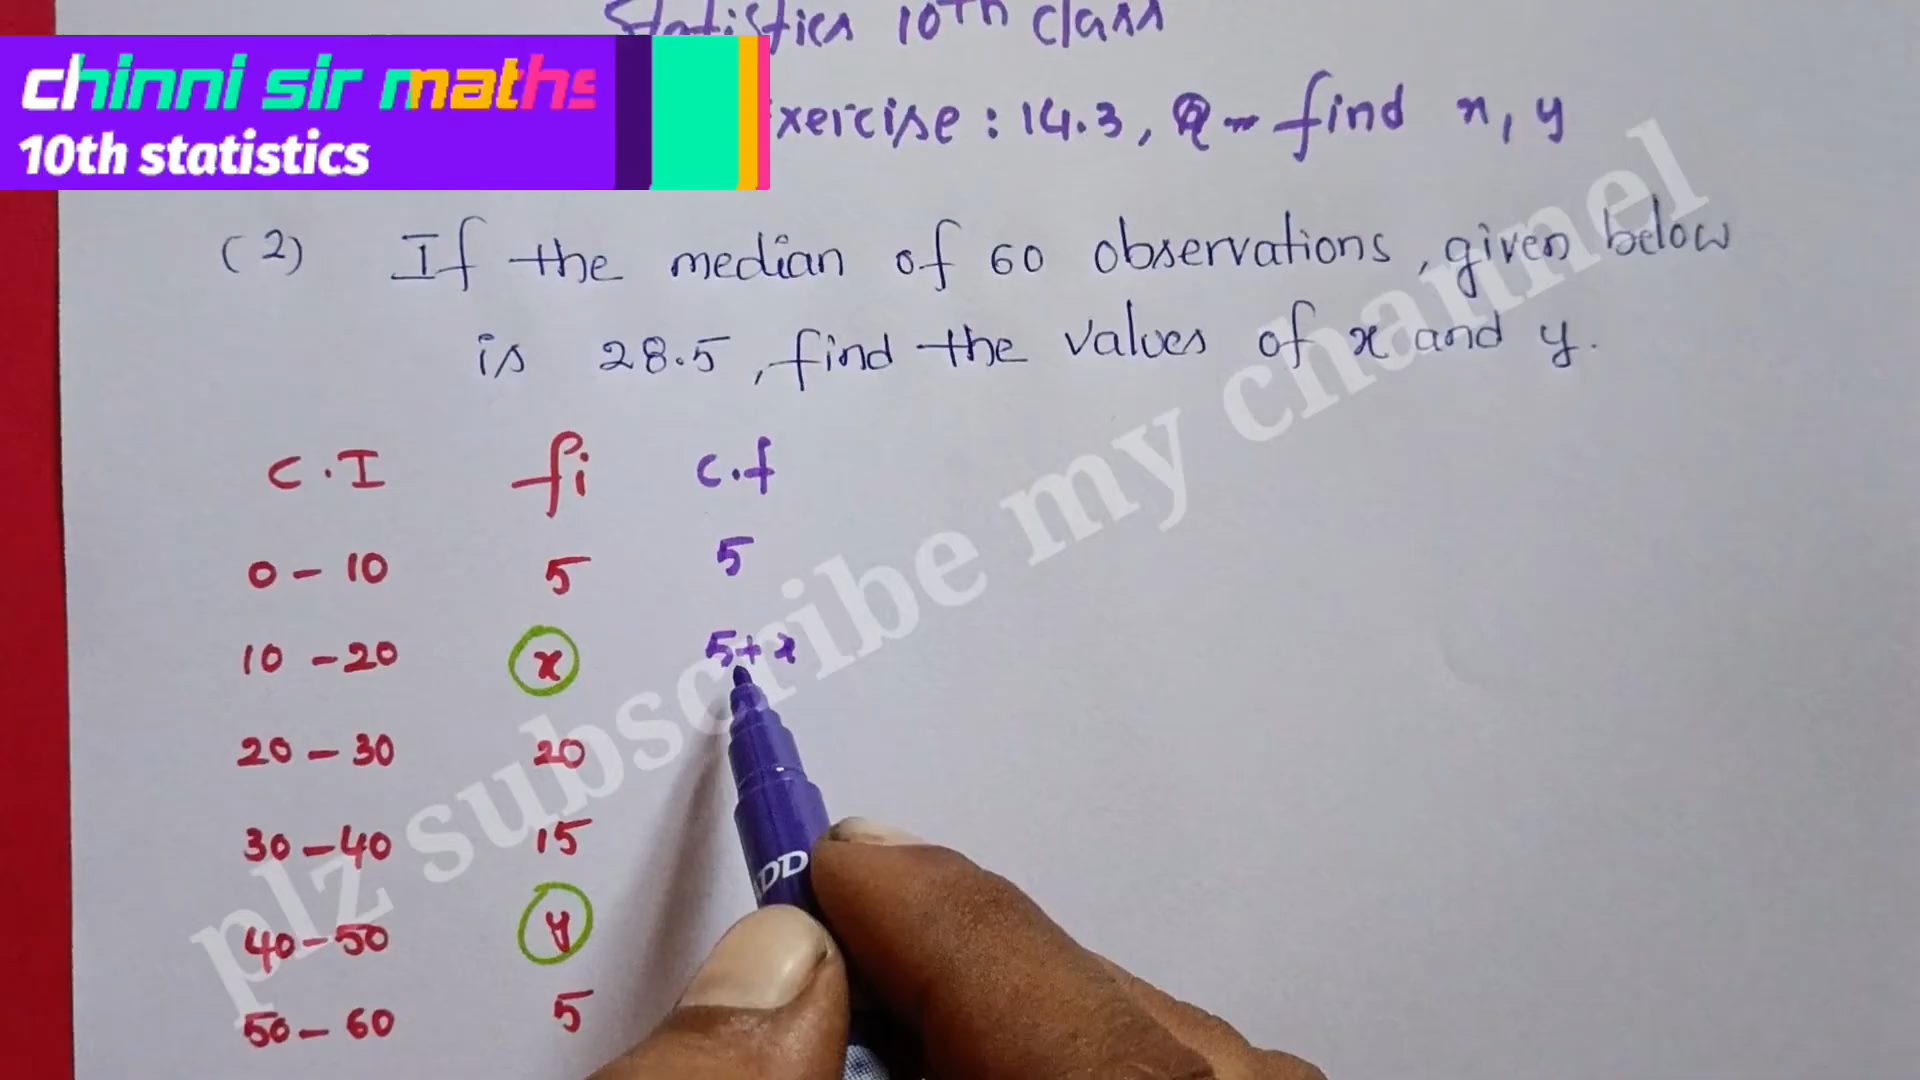 Statistics 10th class
chinni sir maths
10th statistics
xercise : 14.3, Q - find x, y
(2) If the median of 60 observations, given below
is 28.5, find the values of x and y.
C.I fi c.f
0 - 10 5 5
10 - 20 x 5+x
20 - 30 20
30 - 40 15
40 - 50 y
50 - 60 5
plz subscribe my channel
DD